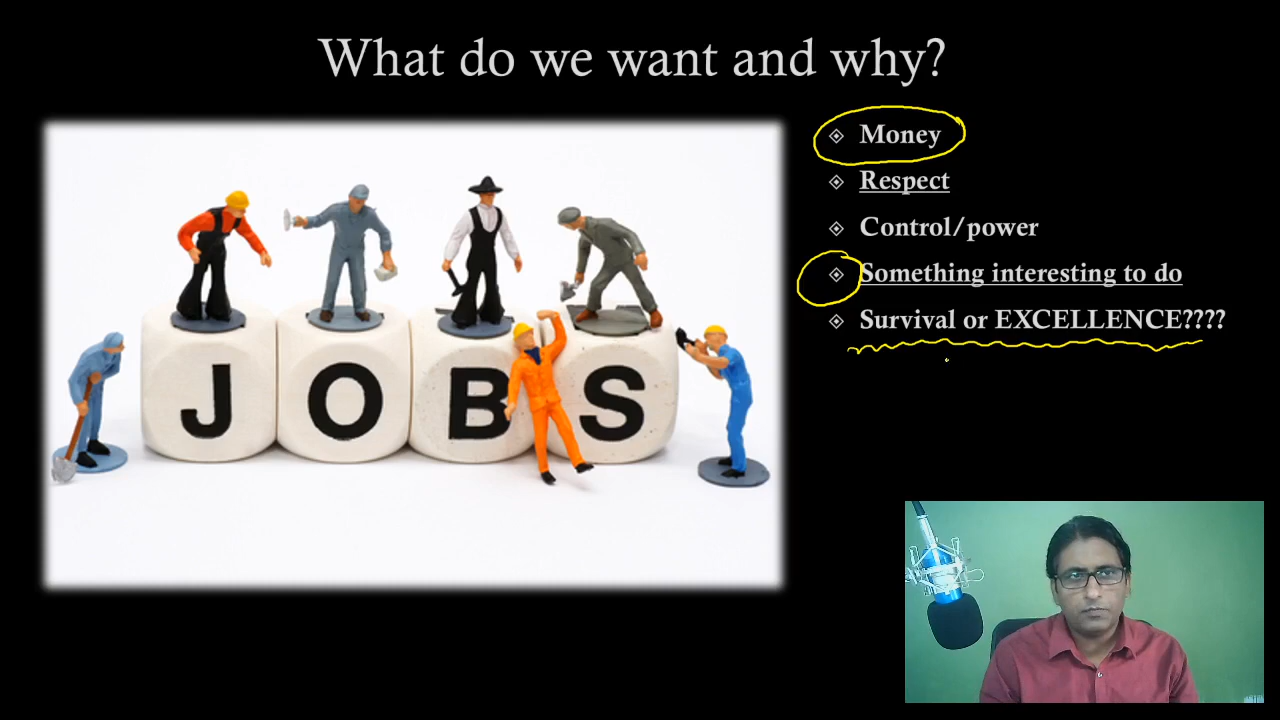 What do we want and why?
Money
Respect
Control/power
Something interesting to do
Survival or EXCELLENCE????
JOBS